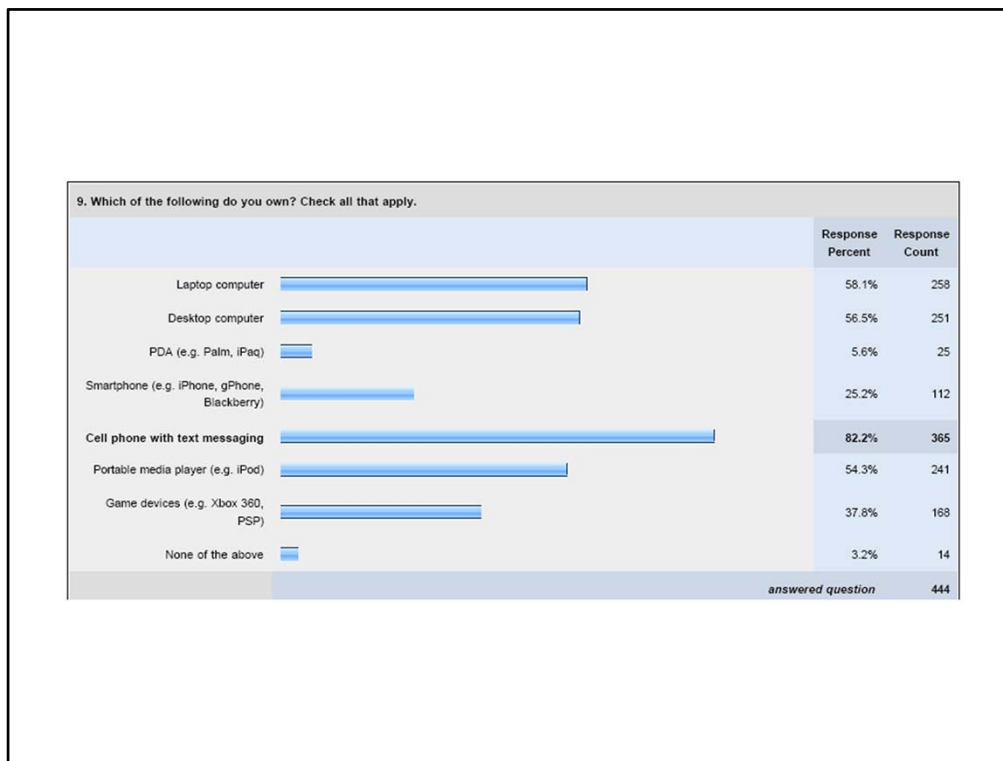 9. Which of the following do you own? Check all that apply.
Response Response
Percent Count
Laptop computer 58.1% 258
Desktop computer 56.5% 251
PDA (e.g. Palm, iPaq) 5.6% 25
Smartphone (e.g. iPhone, gPhone,
Blackberry) 25.2% 112
Cell phone with text messaging 82.2% 365
Portable media player (e.g. iPod) 54.3% 241
Game devices (e.g. Xbox 360,
PSP) 37.8% 168
None of the above 3.2% 14
answered question 444